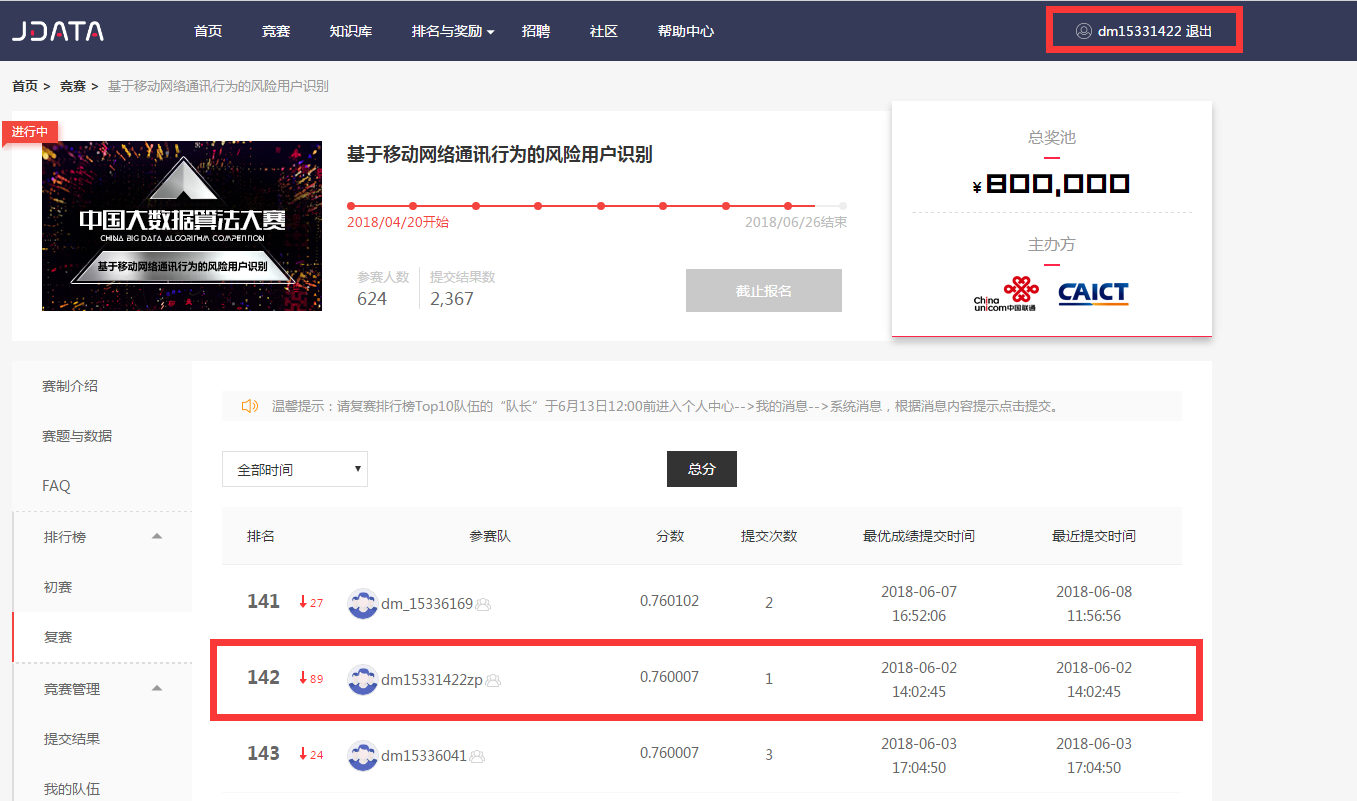 JDATA 首页 竞赛 知识库 排名与奖励 招聘 社区 帮助中心 dm15331422 退出
首页 > 竞赛 > 基于移动网络通讯行为的风险用户识别
进行中
中国大数据算法大赛
CHINA BIG DATA ALGORITHM COMPETITION
基于移动网络通讯行为的风险用户识别
基于移动网络通讯行为的风险用户识别
2018/04/20开始 2018/06/26结束
参赛人数 提交结果数
624 2,367
截止报名
总奖池
¥800,000
主办方
China unicom中国联通 CAICT
赛制介绍
赛题与数据
FAQ
排行榜
初赛
复赛
竞赛管理
提交结果
我的队伍
温馨提示：请复赛排行榜Top10队伍的“队长”于6月13日12:00前进入个人中心-->我的消息-->系统消息，根据消息内容提示点击提交。
全部时间 总分
排名 参赛队 分数 提交次数 最优成绩提交时间 最近提交时间
141 27 dm_15336169 0.760102 2 2018-06-07 16:52:06 2018-06-08 11:56:56
142 89 dm15331422zp 0.760007 1 2018-06-02 14:02:45 2018-06-02 14:02:45
143 24 dm15336041 0.760007 3 2018-06-03 17:04:50 2018-06-03 17:04:50